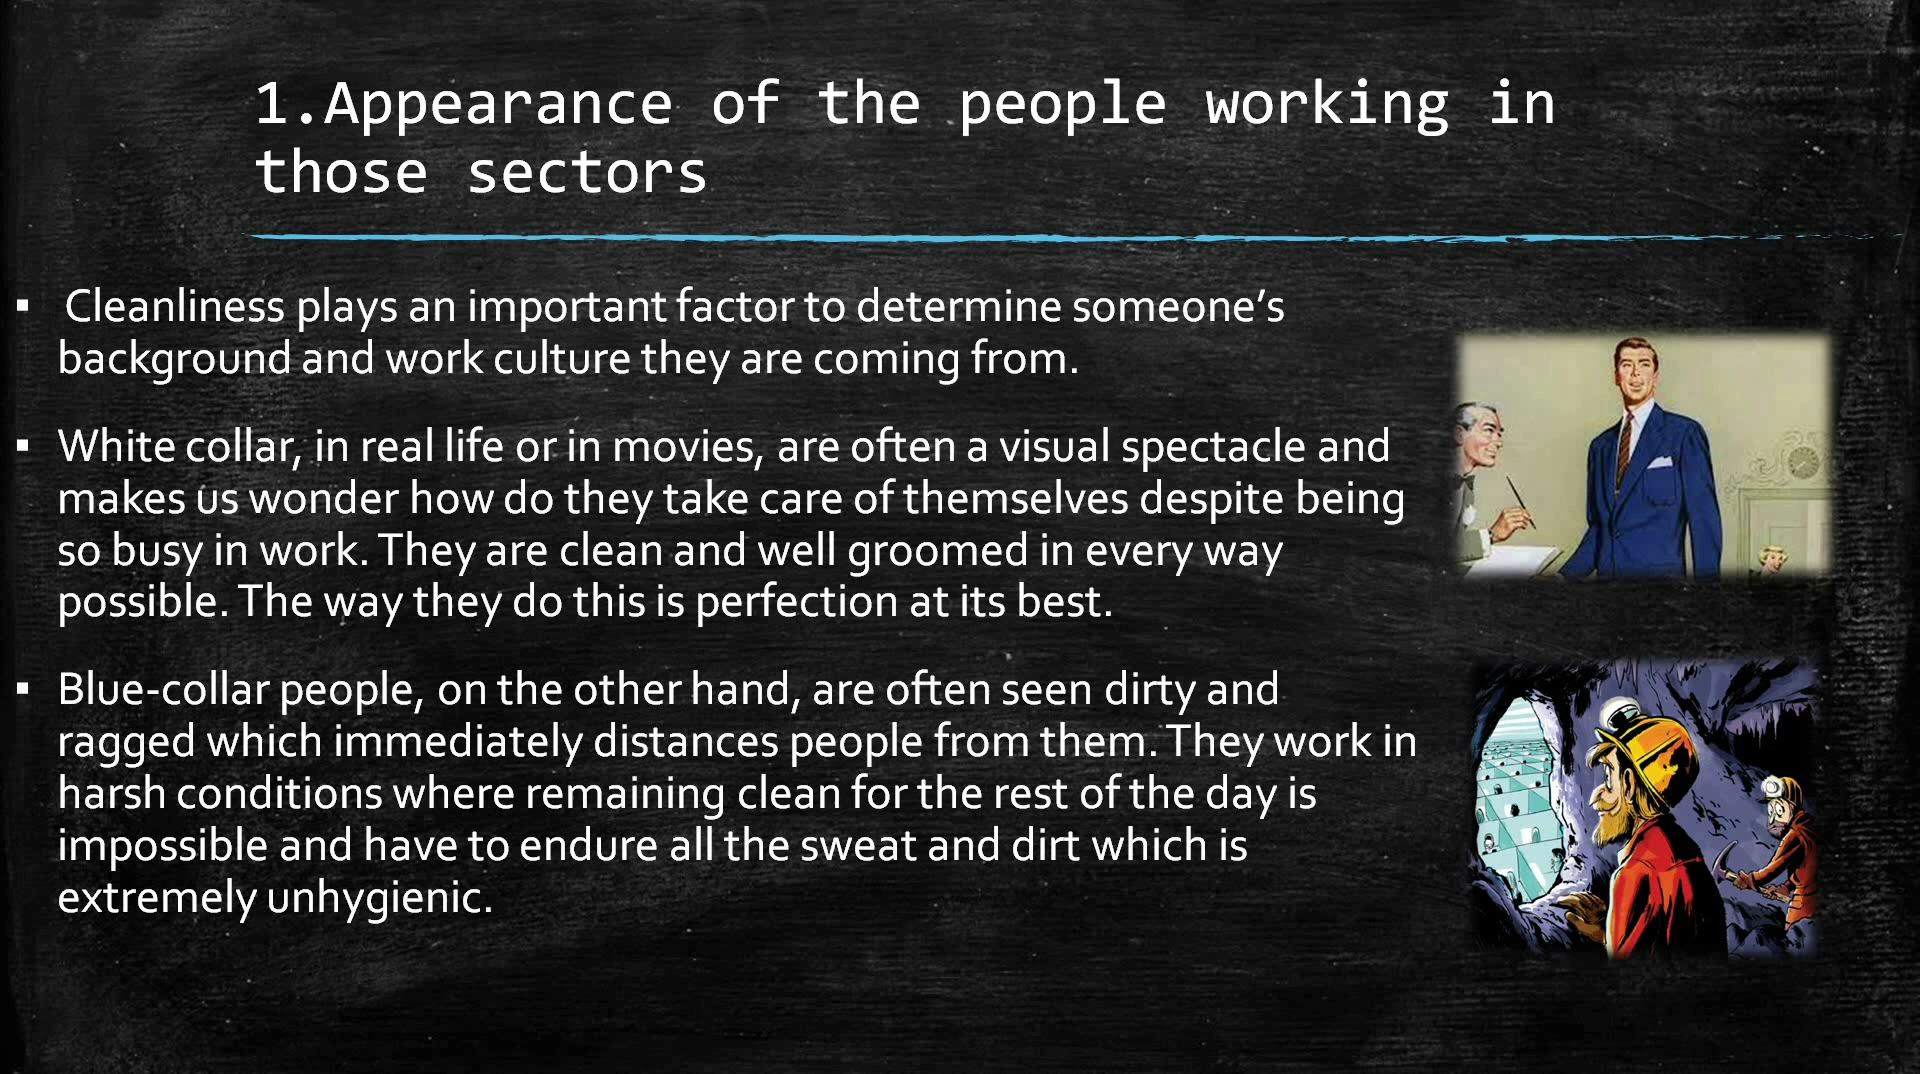 1.Appearance of the people working in
those sectors
▪ Cleanliness plays an important factor to determine someone’s
background and work culture they are coming from.
▪ White collar, in real life or in movies, are often a visual spectacle and
makes us wonder how do they take care of themselves despite being
so busy in work. They are clean and well groomed in every way
possible. The way they do this is perfection at its best.
▪ Blue-collar people, on the other hand, are often seen dirty and
ragged which immediately distances people from them. They work in
harsh conditions where remaining clean for the rest of the day is
impossible and have to endure all the sweat and dirt which is
extremely unhygienic.